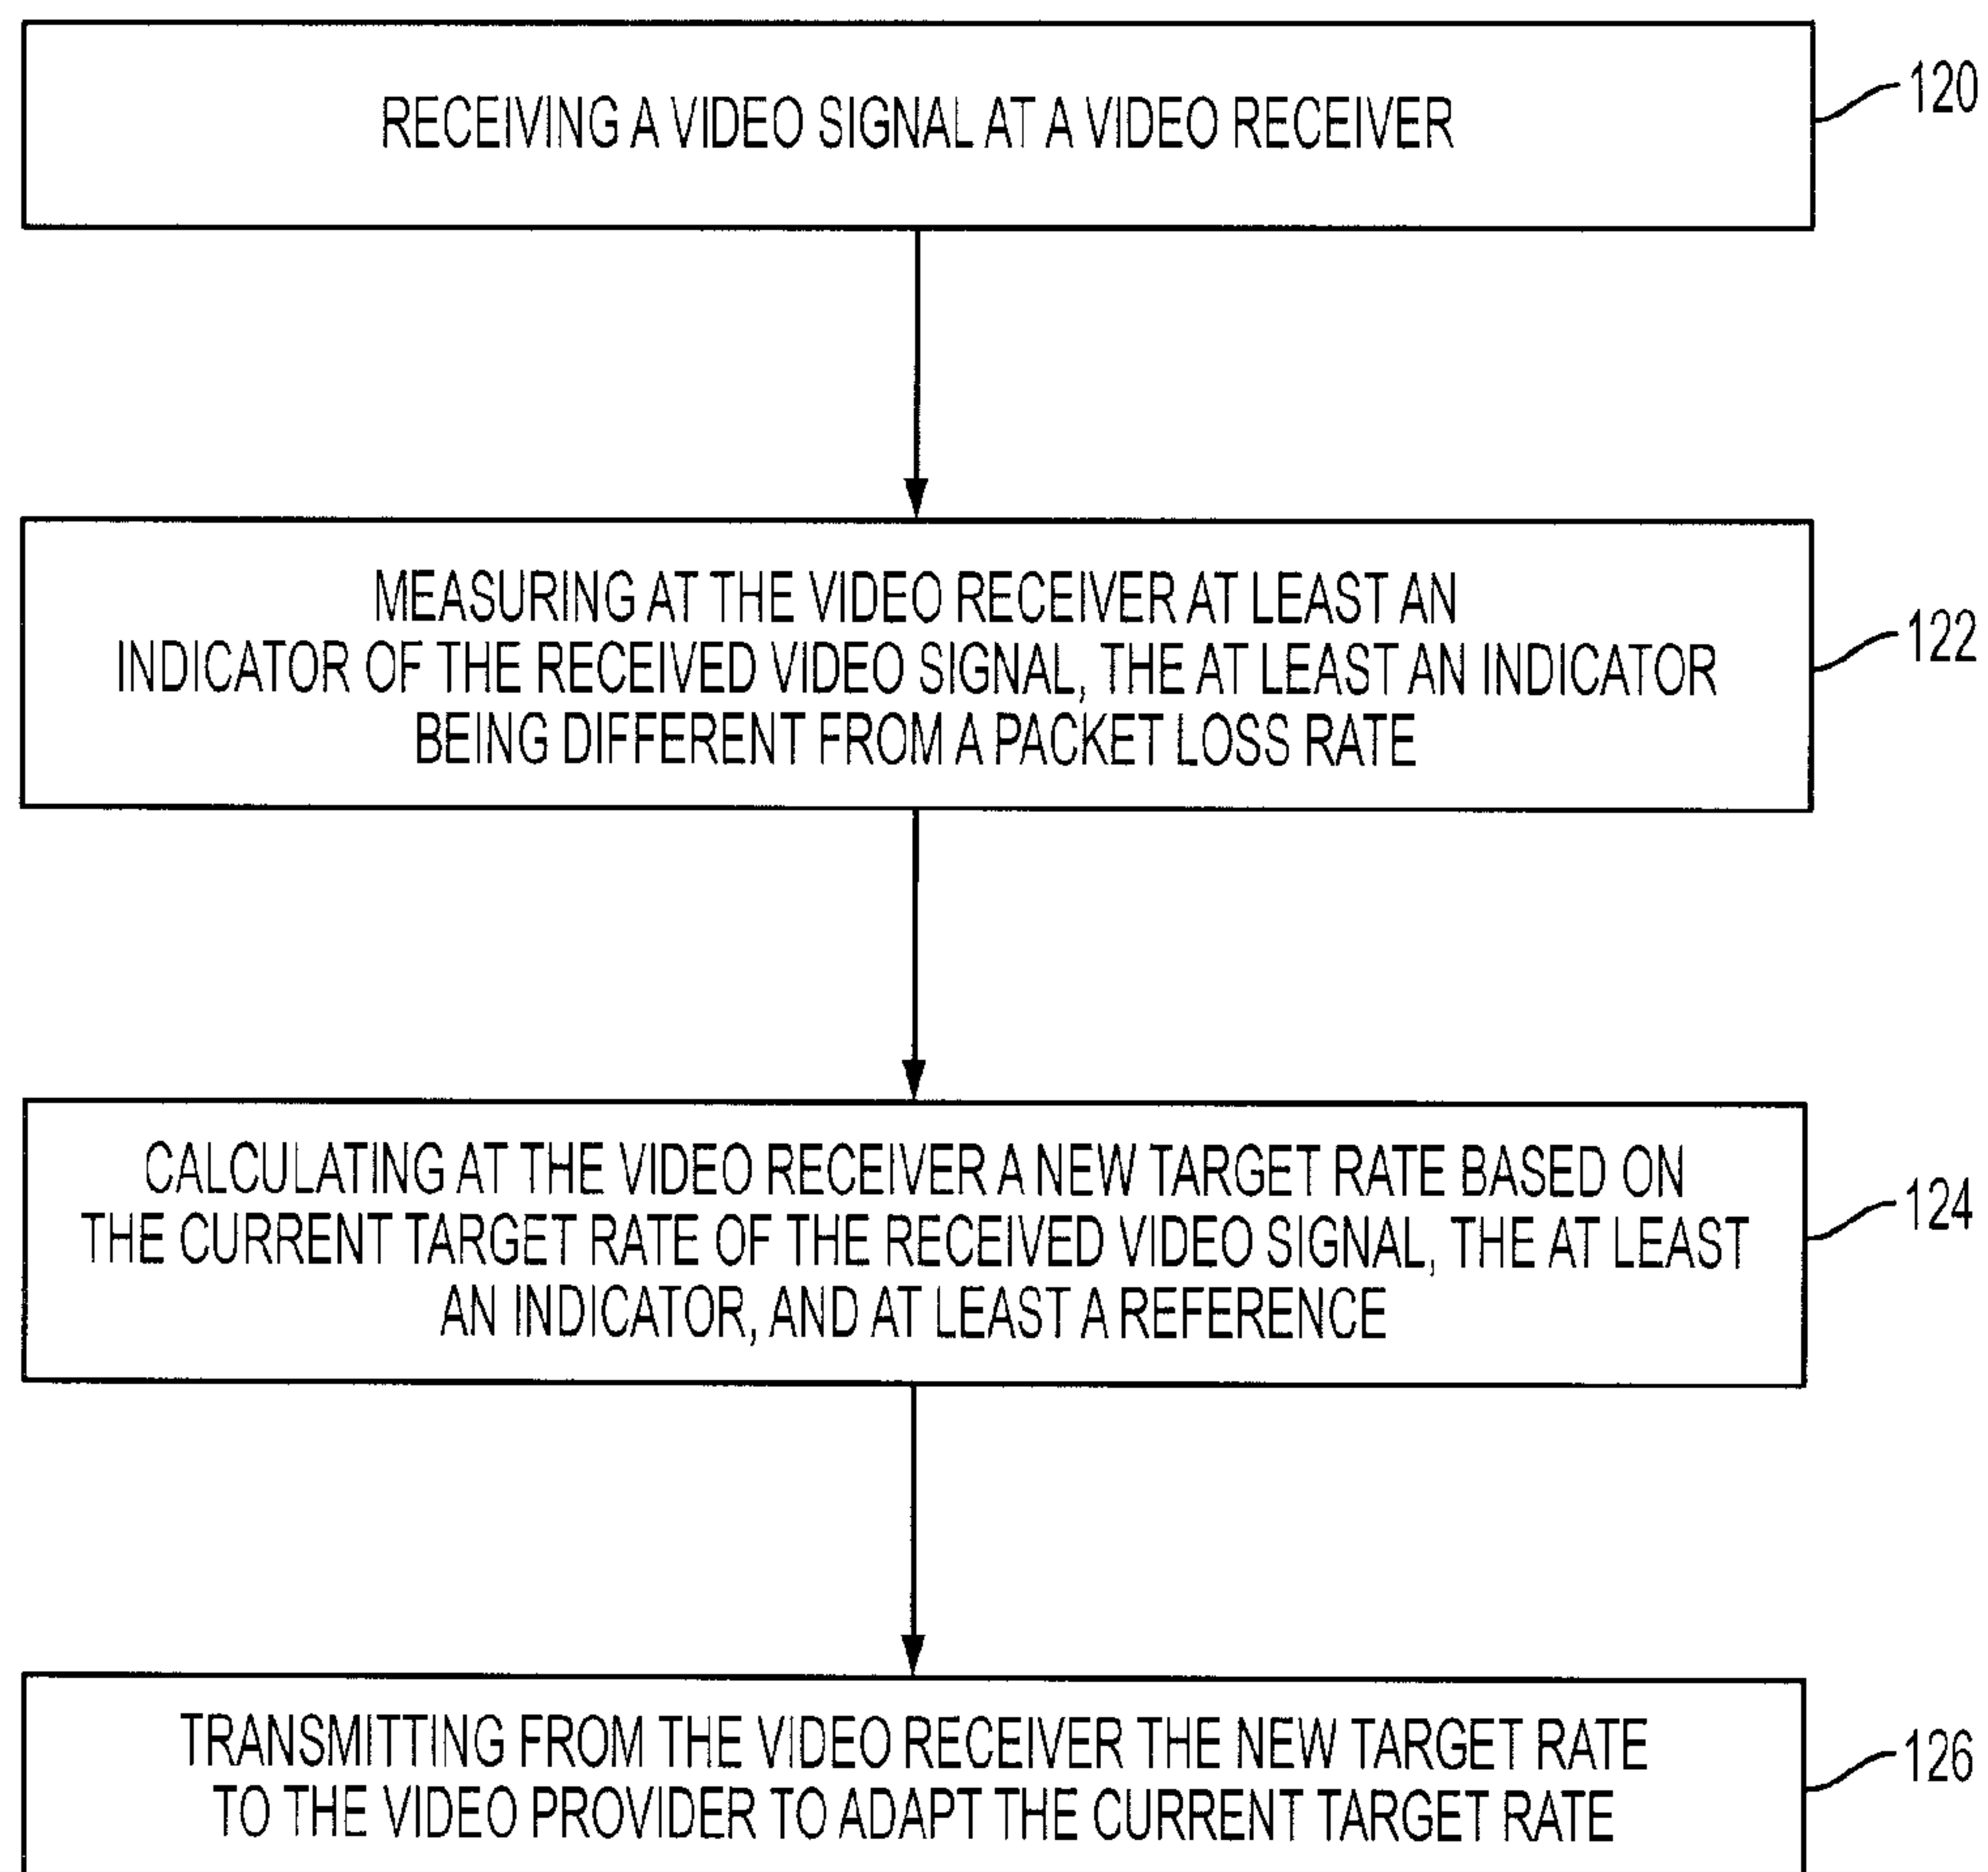 RECEIVING A VIDEO SIGNAL AT A VIDEO RECEIVER
120
MEASURING AT THE VIDEO RECEIVER AT LEAST AN
INDICATOR OF THE RECEIVED VIDEO SIGNAL, THE AT LEAST AN INDICATOR
BEING DIFFERENT FROM A PACKET LOSS RATE
122
CALCULATING AT THE VIDEO RECEIVER A NEW TARGET RATE BASED ON
THE CURRENT TARGET RATE OF THE RECEIVED VIDEO SIGNAL, THE AT LEAST
AN INDICATOR, AND AT LEAST A REFERENCE
124
TRANSMITTING FROM THE VIDEO RECEIVER THE NEW TARGET RATE
TO THE VIDEO PROVIDER TO ADAPT THE CURRENT TARGET RATE
126